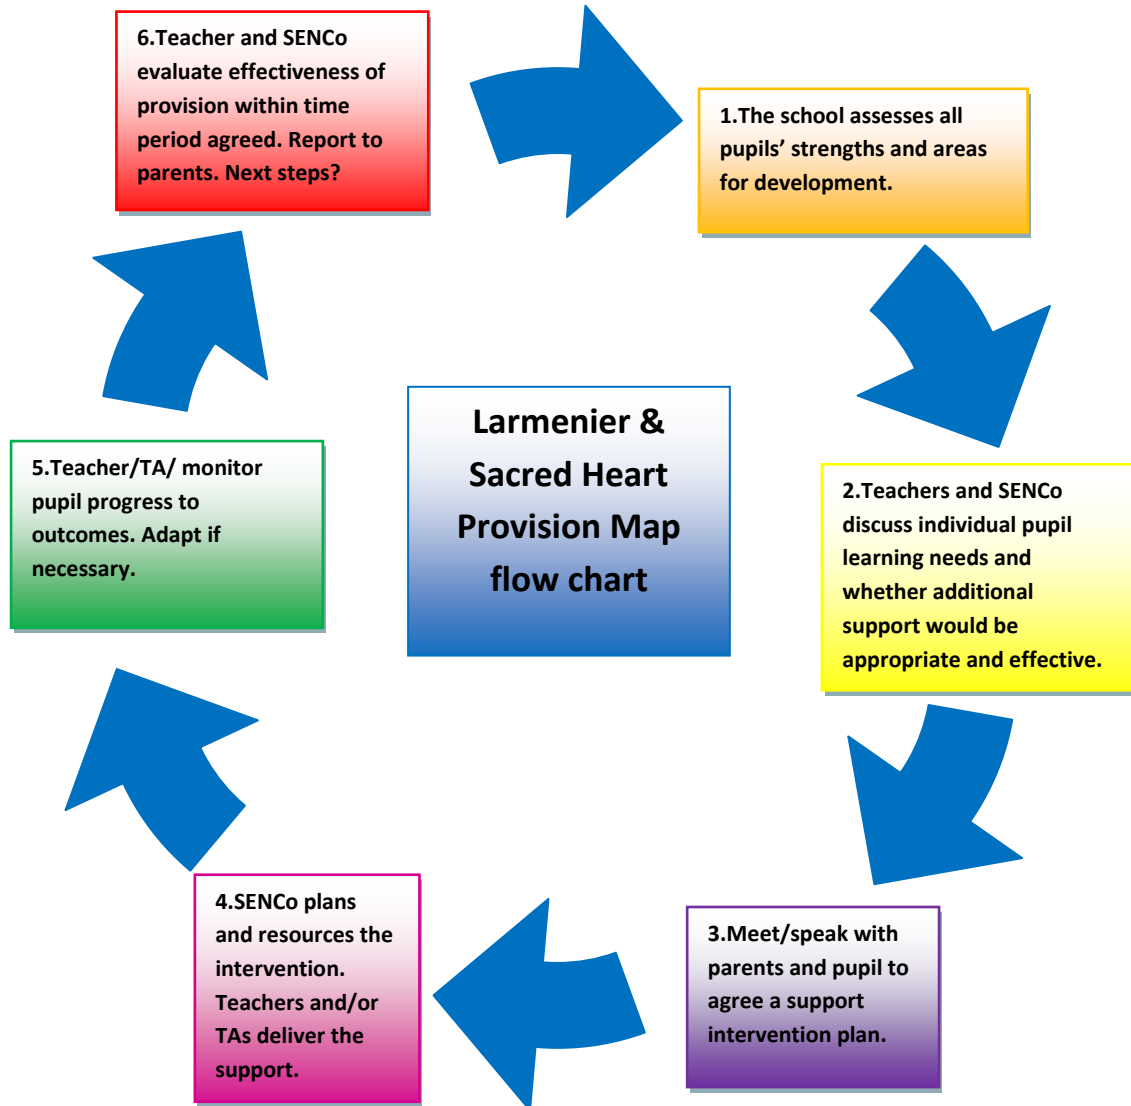 Larmenier &
Sacred Heart
Provision Map
flow chart
1.The school assesses all
pupils’ strengths and areas
for development.
2.Teachers and SENCo
discuss individual pupil
learning needs and
whether additional
support would be
appropriate and effective.
3.Meet/speak with
parents and pupil to
agree a support
intervention plan.
4.SENCo plans
and resources the
intervention.
Teachers and/or
TAs deliver the
support.
5.Teacher/TA/ monitor
pupil progress to
outcomes. Adapt if
necessary.
6.Teacher and SENCo
evaluate effectiveness of
provision within time
period agreed. Report to
parents. Next steps?